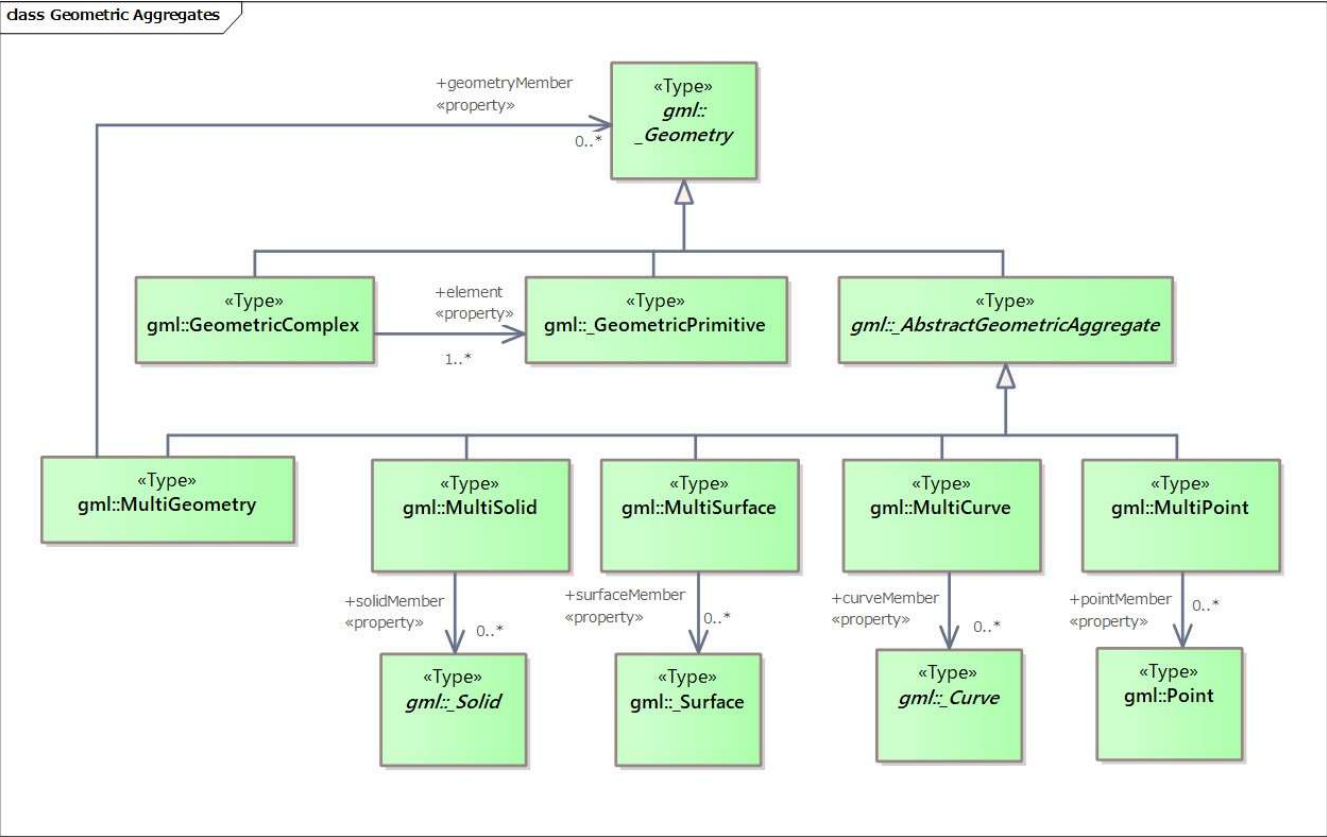 class Geometric Aggregates
+geometryMember
«property»
0..*
«Type»
gml::
_Geometry
«Type»
gml::GeometricComplex
+element
«property»
1..*
«Type»
gml::_GeometricPrimitive
«Type»
gml::_AbstractGeometricAggregate
«Type»
gml::MultiGeometry
«Type»
gml::MultiSolid
«Type»
gml::MultiSurface
«Type»
gml::MultiCurve
«Type»
gml::MultiPoint
+solidMember
«property»
0..*
+surfaceMember
«property»
0..*
+curveMember
«property»
0..*
+pointMember
«property»
0..*
«Type»
gml::_Solid
«Type»
gml::_Surface
«Type»
gml::_Curve
«Type»
gml::Point